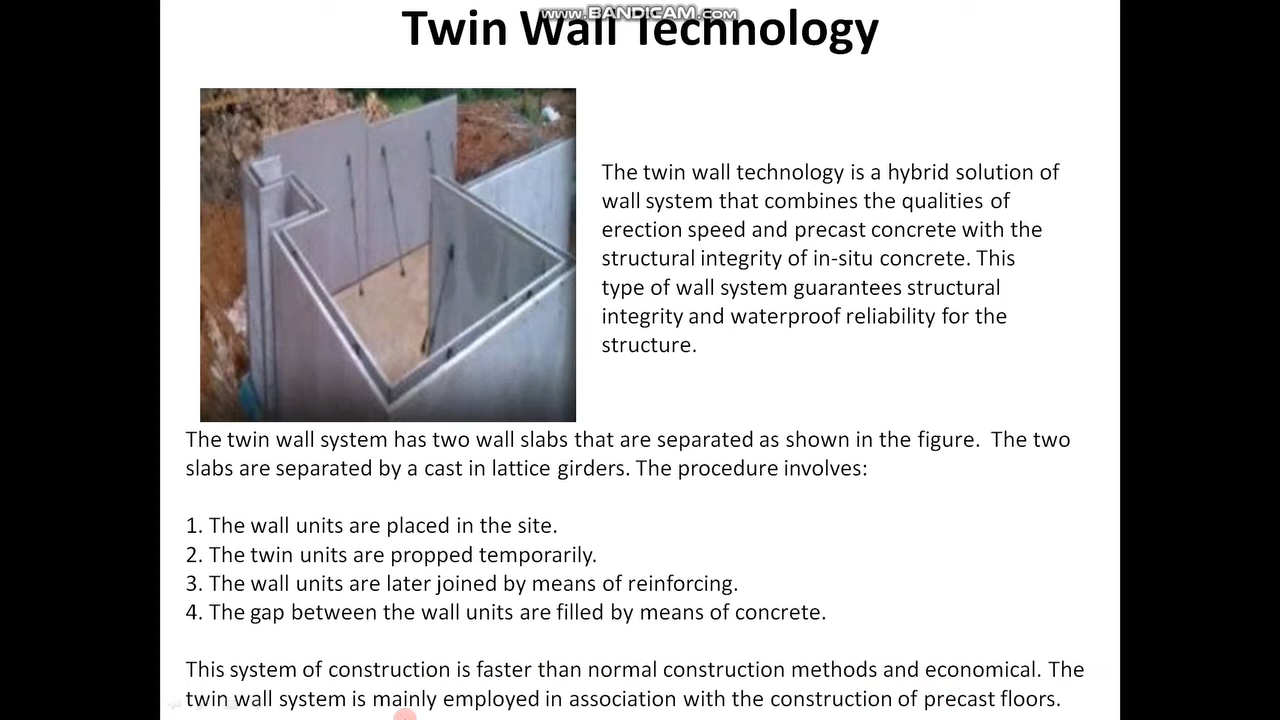 www.BANDICAM.com
Twin Wall Technology
The twin wall technology is a hybrid solution of
wall system that combines the qualities of
erection speed and precast concrete with the
structural integrity of in-situ concrete. This
type of wall system guarantees structural
integrity and waterproof reliability for the
structure.
The twin wall system has two wall slabs that are separated as shown in the figure.  The two
slabs are separated by a cast in lattice girders. The procedure involves:
1. The wall units are placed in the site.
2. The twin units are propped temporarily.
3. The wall units are later joined by means of reinforcing.
4. The gap between the wall units are filled by means of concrete.
This system of construction is faster than normal construction methods and economical. The
twin wall system is mainly employed in association with the construction of precast floors.